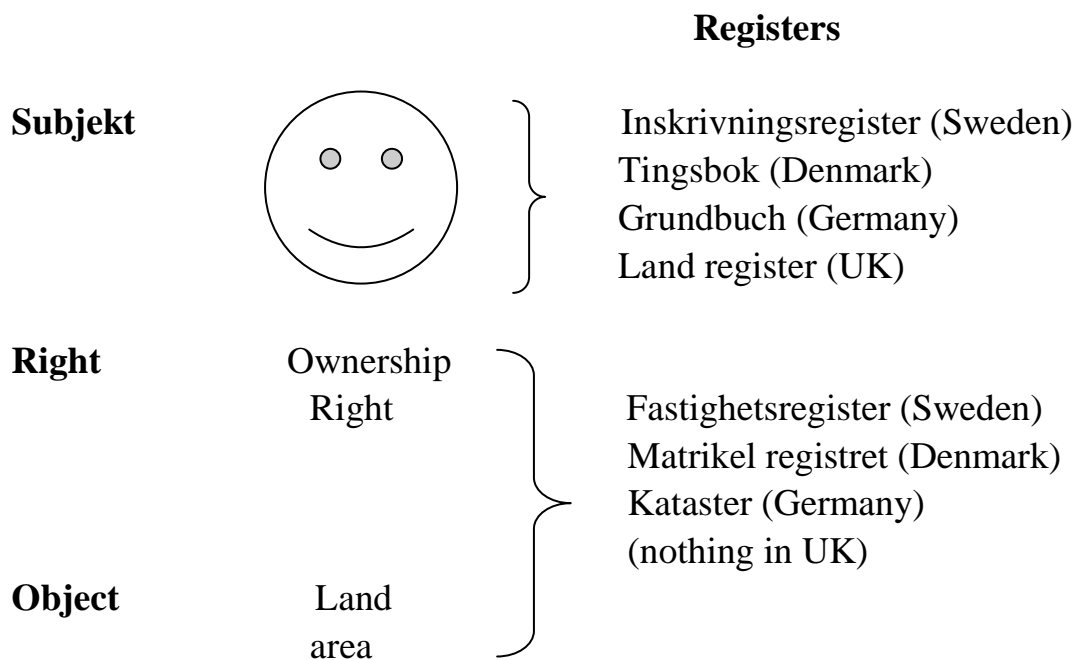 Registers
Subjekt
Inskrivningsregister (Sweden)
Tingsbok (Denmark)
Grundbuch (Germany)
Land register (UK)
Right
Ownership
Right
Fastighetsregister (Sweden)
Matrikel registret (Denmark)
Kataster (Germany)
(nothing in UK)
Object
Land
area